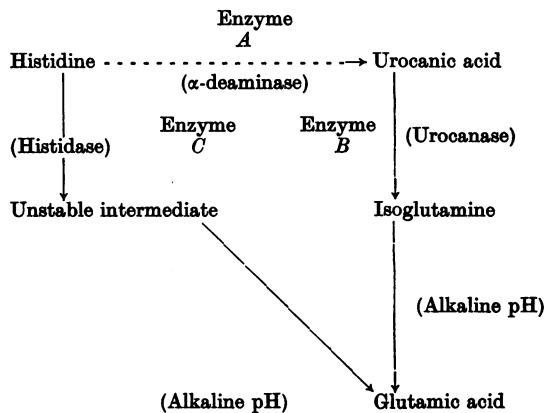 Enzyme
A
Histidine Urocanic acid
(α-deaminase)
Enzyme Enzyme
(Histidase) C B (Urocanase)
Unstable intermediate Isoglutamine
(Alkaline pH)
(Alkaline pH) Glutamic acid